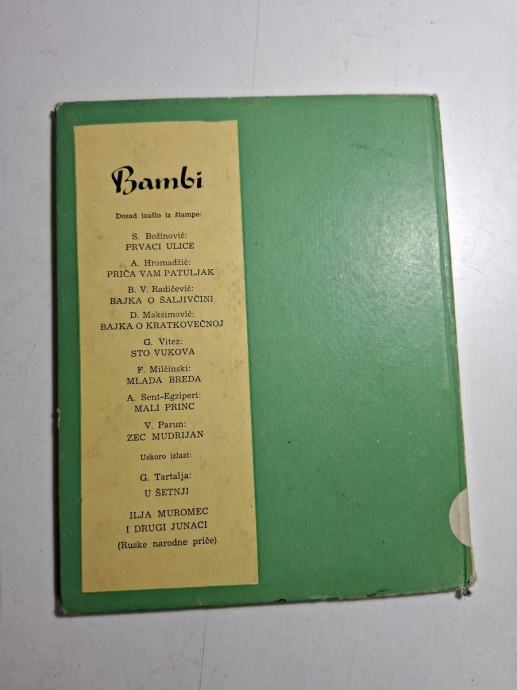 Bambi
Dosad izašlo iz štampe:
S. Božinović:
PRVACI ULICE
A. Hromadžić:
PRIČA VAM PATULJAK
B. V. Radičević:
BAJKA O ŠALJIVČINI
D. Maksimović:
BAJKA O KRATKOVEČNOJ
G. Vitez:
STO VUKOVA
F. Milčinski:
MLADA BREDA
A. Sent-Egziperi:
MALI PRINC
V. Parun:
ZEC MUDRIJAN
Uskoro izlazi:
G. Tartalja:
U ŠETNJI
ILJA MUROMEC
I DRUGI JUNACI
(Ruske narodne priče)